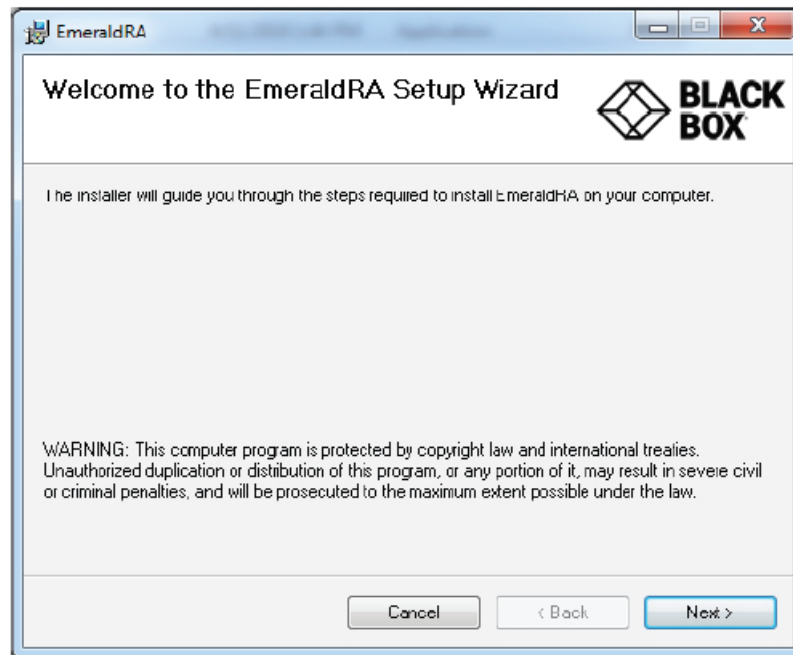 EmeraldRA
Welcome to the EmeraldRA Setup Wizard
BLACK
BOX
The installer will guide you through the steps required to install EmeraldRA on your computer.
WARNING: This computer program is protected by copyright law and international treaties.
Unauthorized duplication or distribution of this program, or any portion of it, may result in severe civil
or criminal penalties, and will be prosecuted to the maximum extent possible under the law.
Cancel
< Back
Next >